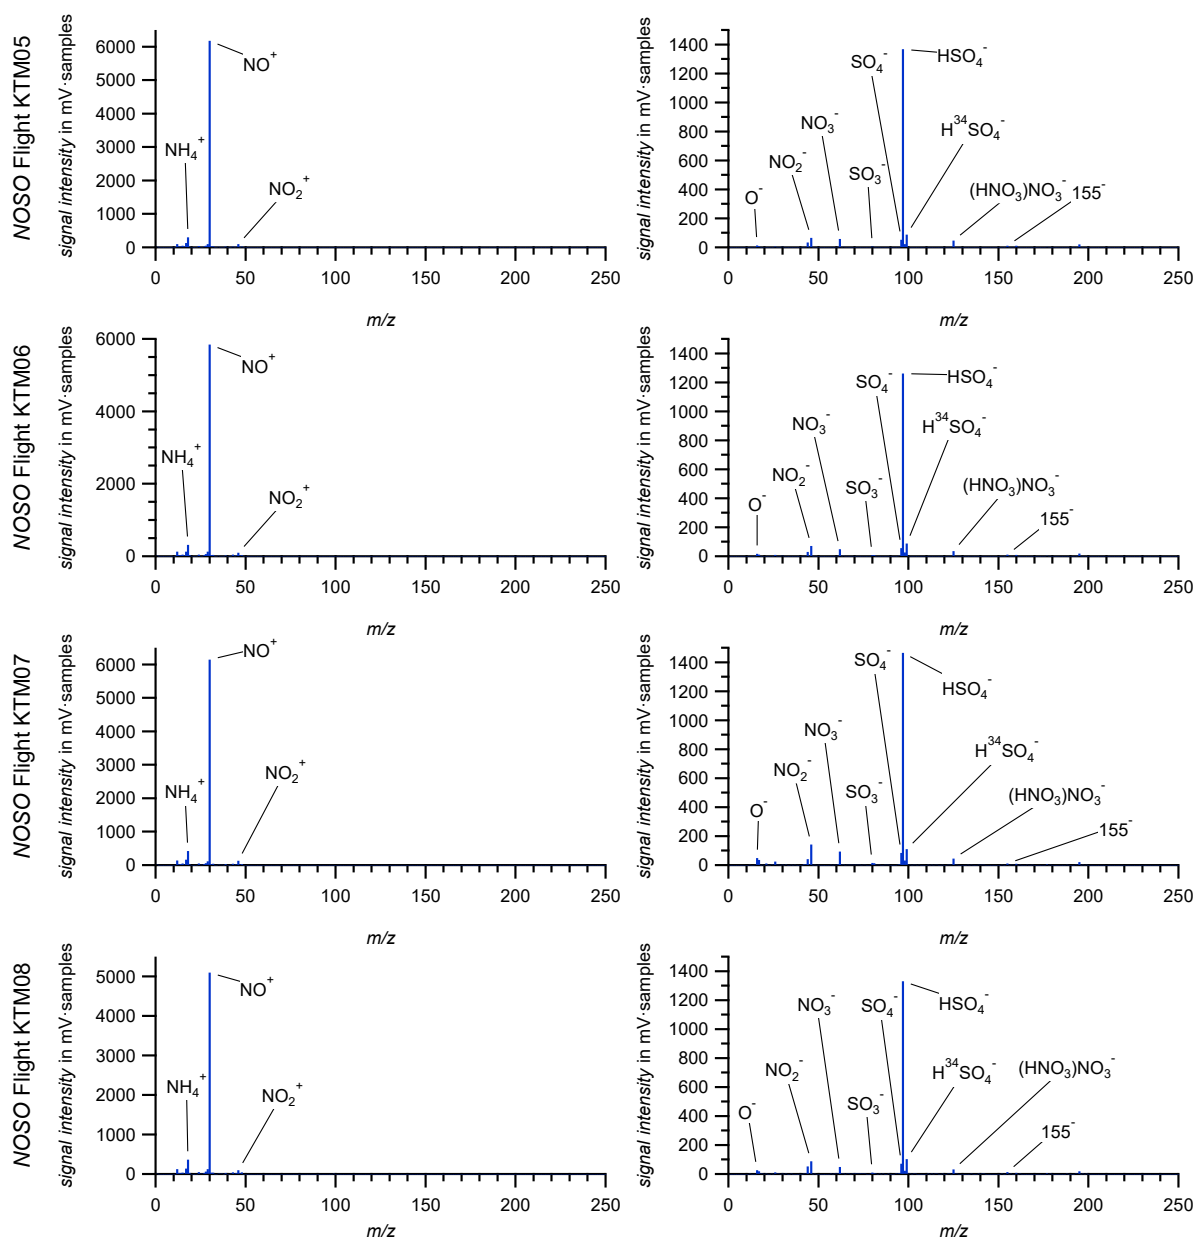 NOSO Flight KTM05
signal intensity in mV·samples
6000
5000
4000
3000
2000
1000
0
NO⁺
NH₄⁺
NO₂⁺
0 50 100 150 200 250
m/z
signal intensity in mV·samples
1400
1200
1000
800
600
400
200
0
SO₄⁻
HSO₄⁻
NO₃⁻
H³⁴SO₄⁻
NO₂⁻
SO₃⁻
O⁻
(HNO₃)NO₃⁻
155⁻
0 50 100 150 200 250
m/z
NOSO Flight KTM06
signal intensity in mV·samples
6000
4000
2000
0
NO⁺
NH₄⁺
NO₂⁺
0 50 100 150 200 250
m/z
signal intensity in mV·samples
1400
1200
1000
800
600
400
200
0
SO₄⁻
HSO₄⁻
NO₃⁻
H³⁴SO₄⁻
NO₂⁻
SO₃⁻
(HNO₃)NO₃⁻
O⁻
155⁻
0 50 100 150 200 250
m/z
NOSO Flight KTM07
signal intensity in mV·samples
6000
5000
4000
3000
2000
1000
0
NO⁺
NO₂⁺
NH₄⁺
0 50 100 150 200 250
m/z
signal intensity in mV·samples
1400
1200
1000
800
600
400
200
0
SO₄⁻
HSO₄⁻
NO₃⁻
H³⁴SO₄⁻
NO₂⁻
SO₃⁻
(HNO₃)NO₃⁻
O⁻
155⁻
0 50 100 150 200 250
m/z
NOSO Flight KTM08
signal intensity in mV·samples
5000
4000
3000
2000
1000
0
NO⁺
NH₄⁺
NO₂⁺
0 50 100 150 200 250
m/z
signal intensity in mV·samples
1400
1200
1000
800
600
400
200
0
NO₃⁻
SO₄⁻
HSO₄⁻
NO₂⁻
H³⁴SO₄⁻
(HNO₃)NO₃⁻
SO₃⁻
O⁻
155⁻
0 50 100 150 200 250
m/z